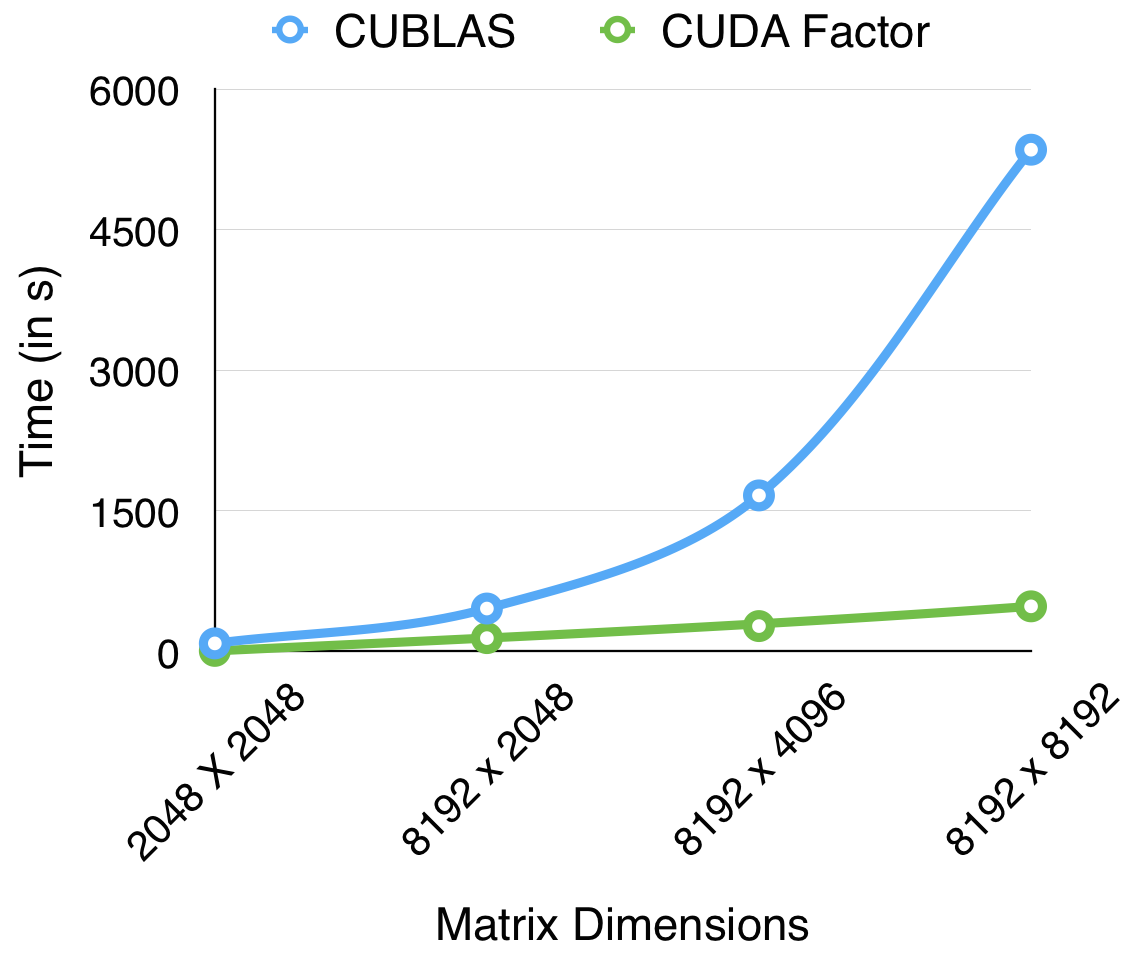 CUBLAS CUDA Factor
6000
4500
3000
1500
0
Time (in s)
2048 X 2048
8192 x 2048
8192 x 4096
8192 x 8192
Matrix Dimensions